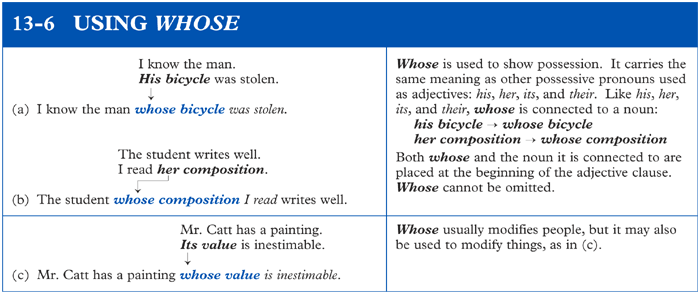 13-6 USING WHOSE
I know the man.
His bicycle was stolen.
(a) I know the man whose bicycle was stolen.
The student writes well.
I read her composition.
(b) The student whose composition I read writes well.
Whose is used to show possession. It carries the
same meaning as other possessive pronouns used
as adjectives: his, her, its, and their. Like his, her,
its, and their, whose is connected to a noun:
his bicycle → whose bicycle
her composition → whose composition
Both whose and the noun it is connected to are
placed at the beginning of the adjective clause.
Whose cannot be omitted.
Mr. Catt has a painting.
Its value is inestimable.
(c) Mr. Catt has a painting whose value is inestimable.
Whose usually modifies people, but it may also
be used to modify things, as in (c).